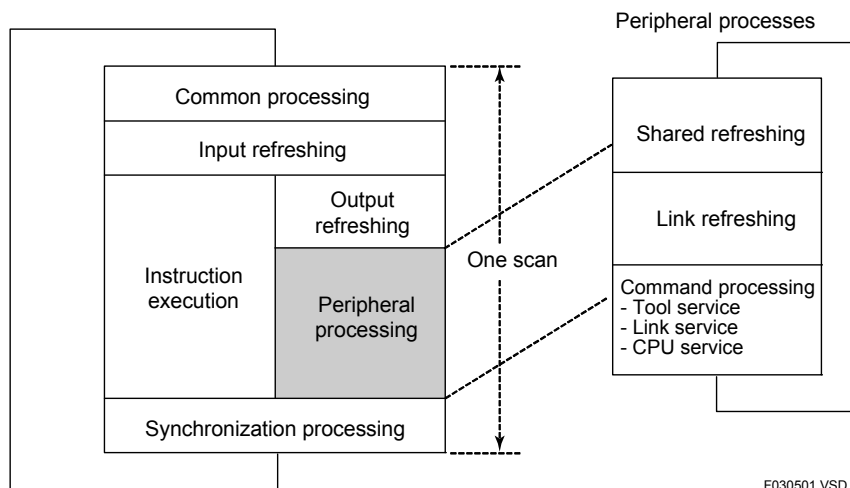 Peripheral processes
Common processing
Input refreshing
Output
refreshing
Instruction
execution
Peripheral
processing
Synchronization processing
One scan
Shared refreshing
Link refreshing
Command processing
- Tool service
- Link service
- CPU service
F030501.VSD